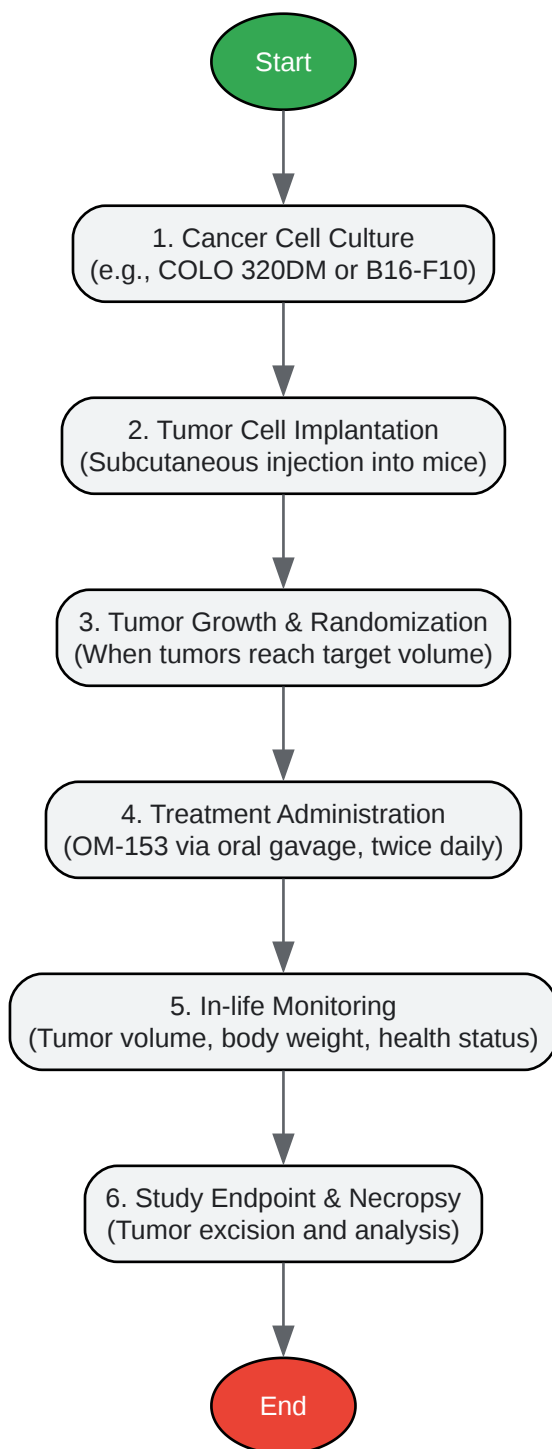 Start
1. Cancer Cell Culture
(e.g., COLO 320DM or B16-F10)
2. Tumor Cell Implantation
(Subcutaneous injection into mice)
3. Tumor Growth & Randomization
(When tumors reach target volume)
4. Treatment Administration
(OM-153 via oral gavage, twice daily)
5. In-life Monitoring
(Tumor volume, body weight, health status)
6. Study Endpoint & Necropsy
(Tumor excision and analysis)
End